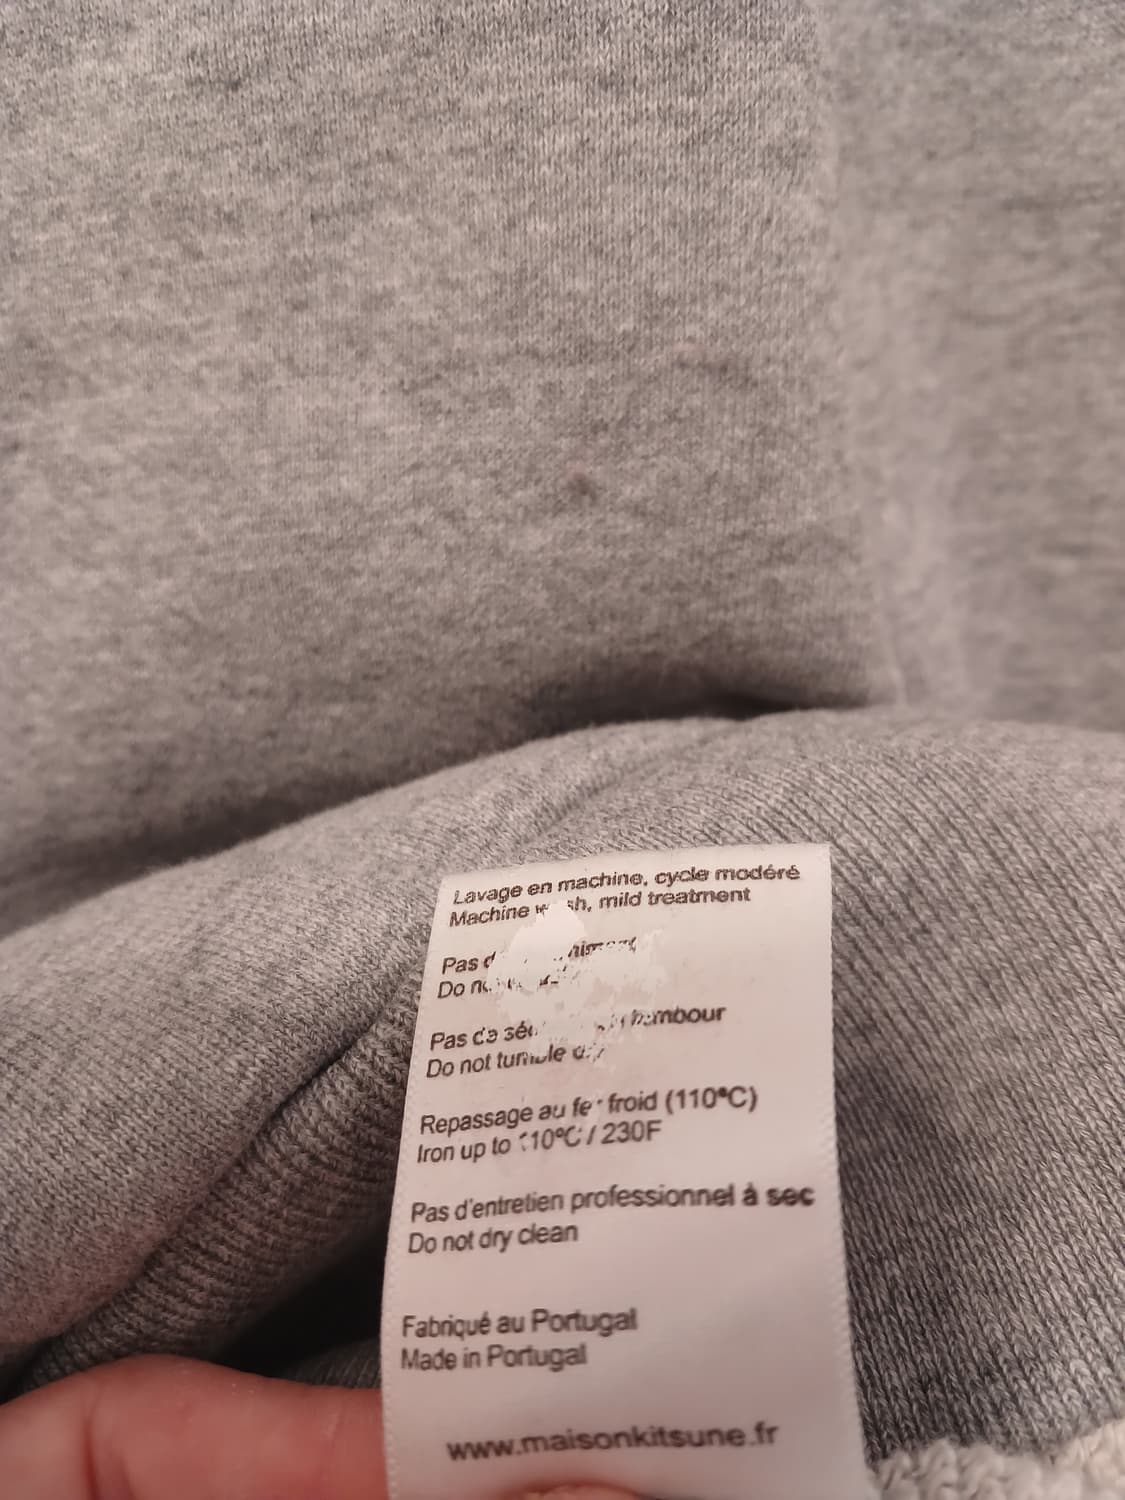 Lavage en machine, cycle modéré
Machine mild treatment
Pas
Do
Pas
Do not
Repassage au froid (110°C)
Iron up to / 230F
Pas d'entretien professionnel à sec
Do not dry clean
Fabriqué au Portugal
Made in Portugal
www.maisonkitsune.fr